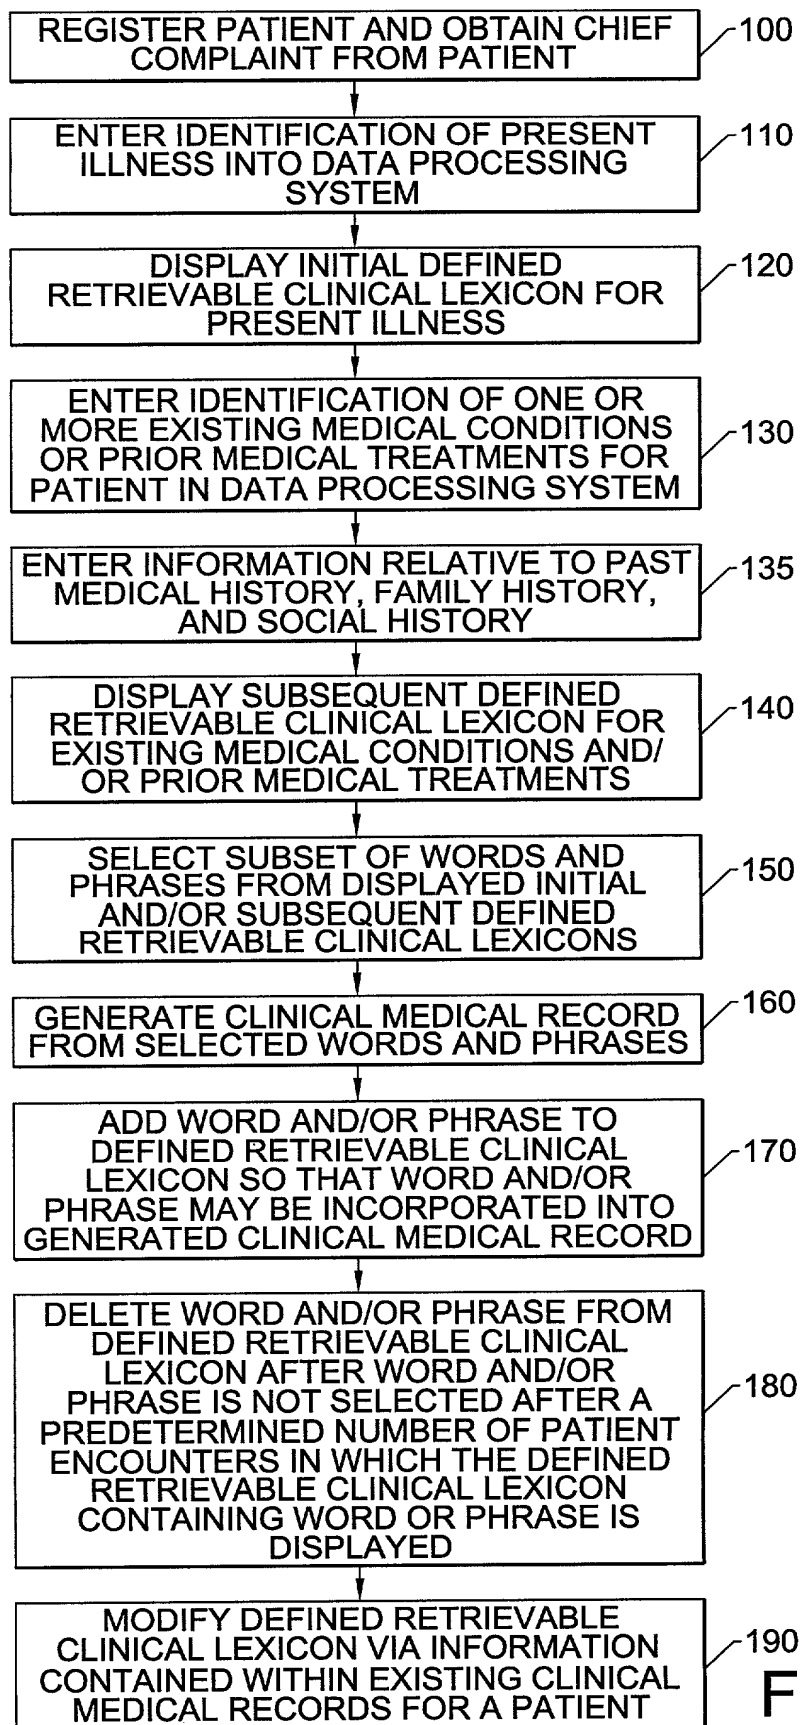 REGISTER PATIENT AND OBTAIN CHIEF
COMPLAINT FROM PATIENT
100
ENTER IDENTIFICATION OF PRESENT
ILLNESS INTO DATA PROCESSING
SYSTEM
110
DISPLAY INITIAL DEFINED
RETRIEVABLE CLINICAL LEXICON FOR
PRESENT ILLNESS
120
ENTER IDENTIFICATION OF ONE OR
MORE EXISTING MEDICAL CONDITIONS
OR PRIOR MEDICAL TREATMENTS FOR
PATIENT IN DATA PROCESSING SYSTEM
130
ENTER INFORMATION RELATIVE TO PAST
MEDICAL HISTORY, FAMILY HISTORY,
AND SOCIAL HISTORY
135
DISPLAY SUBSEQUENT DEFINED
RETRIEVABLE CLINICAL LEXICON FOR
EXISTING MEDICAL CONDITIONS AND/
OR PRIOR MEDICAL TREATMENTS
140
SELECT SUBSET OF WORDS AND
PHRASES FROM DISPLAYED INITIAL
AND/OR SUBSEQUENT DEFINED
RETRIEVABLE CLINICAL LEXICONS
150
GENERATE CLINICAL MEDICAL RECORD
FROM SELECTED WORDS AND PHRASES
160
ADD WORD AND/OR PHRASE TO
DEFINED RETRIEVABLE CLINICAL
LEXICON SO THAT WORD AND/OR
PHRASE MAY BE INCORPORATED INTO
GENERATED CLINICAL MEDICAL RECORD
170
DELETE WORD AND/OR PHRASE FROM
DEFINED RETRIEVABLE CLINICAL
LEXICON AFTER WORD AND/OR
PHRASE IS NOT SELECTED AFTER A
PREDETERMINED NUMBER OF PATIENT
ENCOUNTERS IN WHICH THE DEFINED
RETRIEVABLE CLINICAL LEXICON
CONTAINING WORD OR PHRASE IS
DISPLAYED
180
MODIFY DEFINED RETRIEVABLE
CLINICAL LEXICON VIA INFORMATION
CONTAINED WITHIN EXISTING CLINICAL
MEDICAL RECORDS FOR A PATIENT
190
F